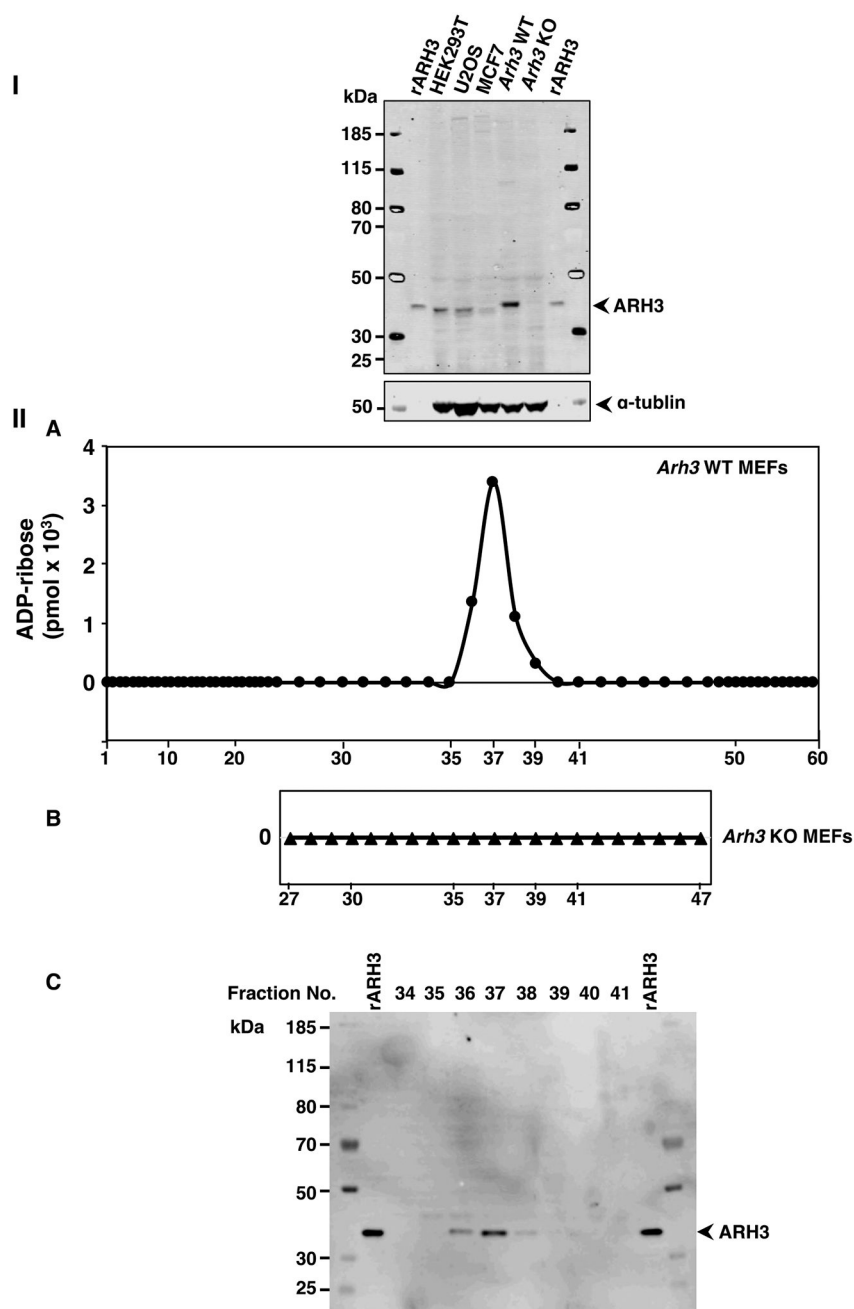 I
rARH3 HEK293T U2OS MCF7 Arh3 WT Arh3 KO rARH3
kDa
185
115
80
70
50
30
25
ARH3
50
α-tublin
II
A
Arh3 WT MEFs
ADP-ribose
(pmol x 10³)
4
3
2
1
0
1 10 20 30 35 37 39 41 50 60
B
0
Arh3 KO MEFs
27 30 35 37 39 41 47
C
Fraction No. rARH3 34 35 36 37 38 39 40 41 rARH3
kDa
185
115
80
70
50
30
25
ARH3